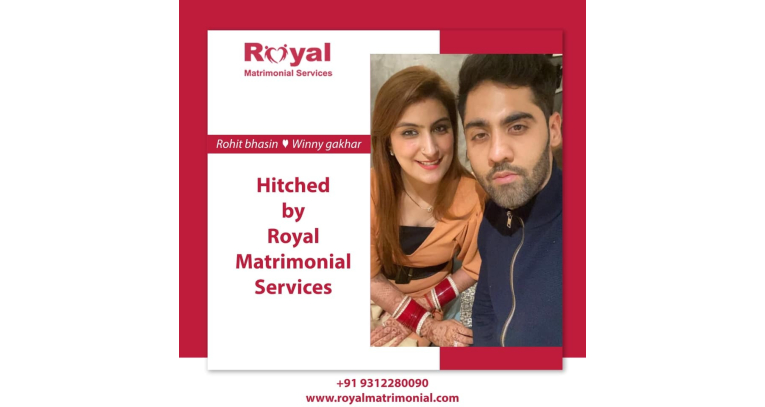 Royal
Matrimonial Services
Rohit bhasin ♥ Winny gakhar
Hitched
by
Royal
Matrimonial
Services
+91 9312280090
www.royalmatrimonial.com